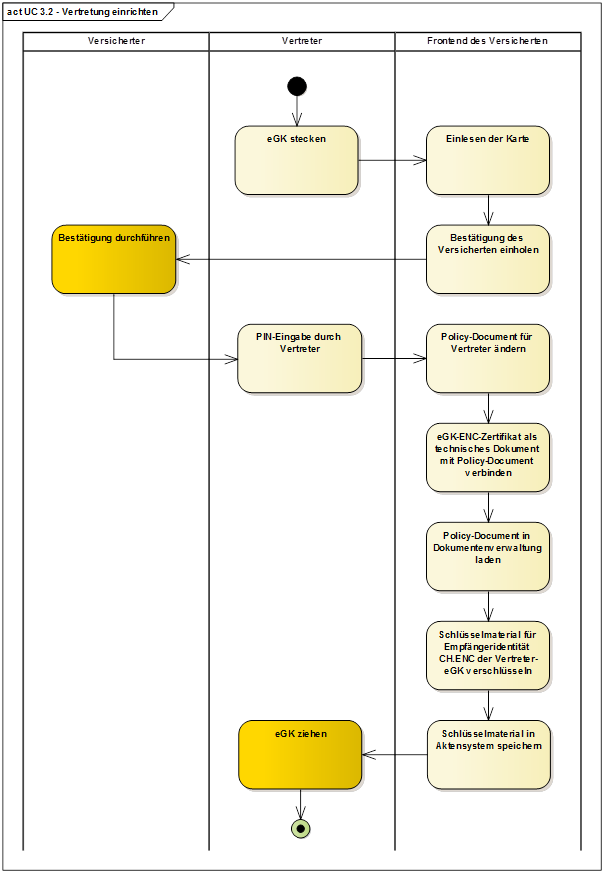 act UC 3.2 - Vertretung einrichten
Versicherter
Vertreter
Frontend des Versicherten
eGK stecken
Einlesen der Karte
Bestätigung durchführen
Bestätigung des
Versicherten einholen
PIN-Eingabe durch
Vertreter
Policy-Document für
Vertreter ändern
eGK-ENC-Zertifikat als
technisches Dokument
mit Policy-Document
verbinden
Policy-Document in
Dokumentenverwaltung
laden
Schlüsselmaterial für
Empfängeridentität
CH.ENC der Vertreter-
eGK verschlüsseln
eGK ziehen
Schlüsselmaterial in
Aktensystem speichern